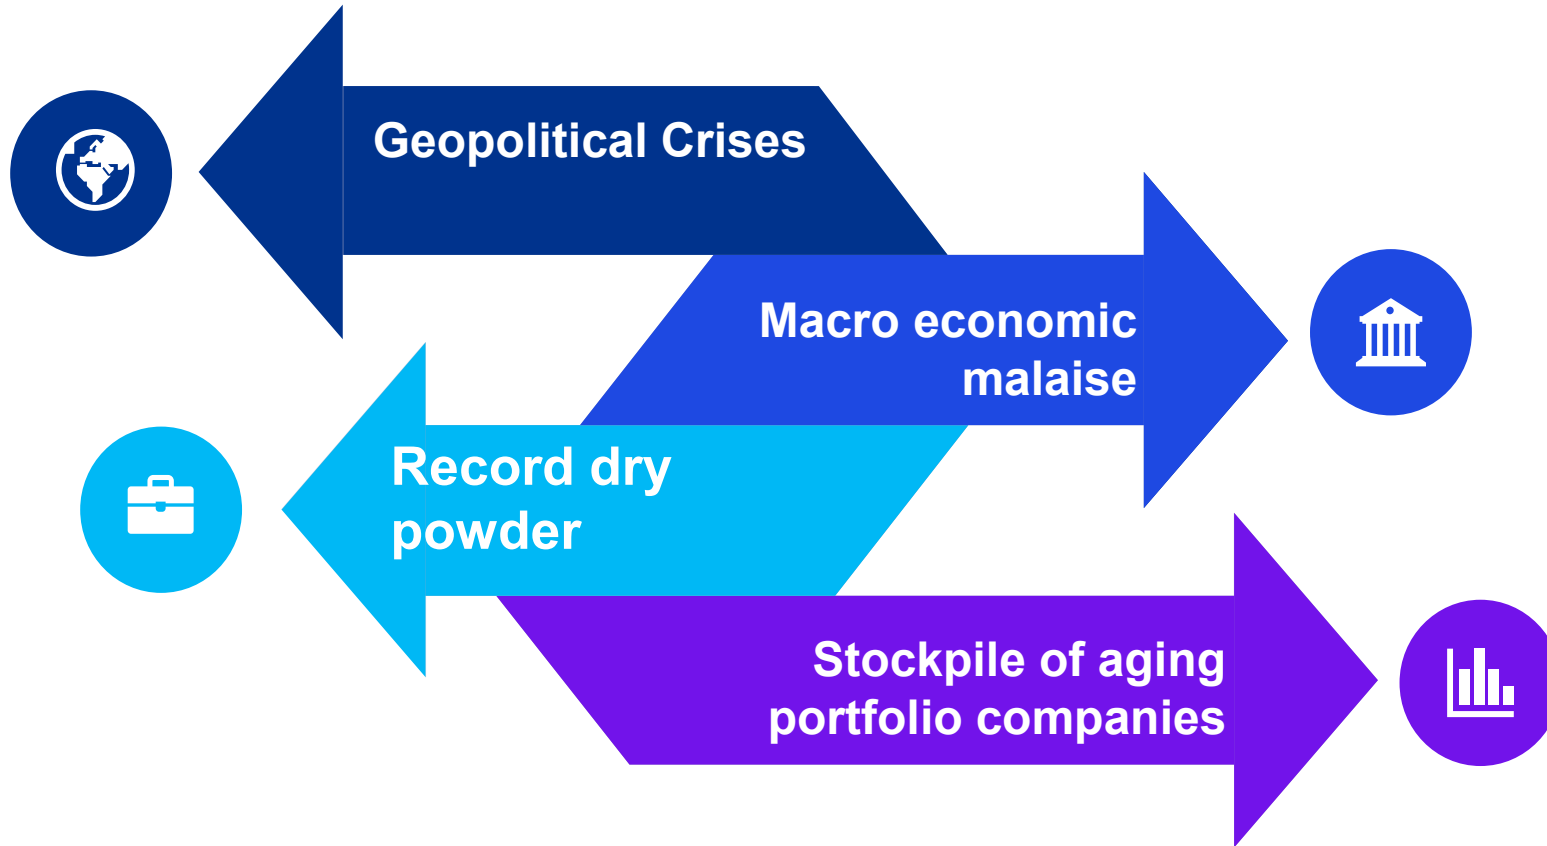 Geopolitical Crises
Macro economic
malaise
Record dry
powder
Stockpile of aging
portfolio companies